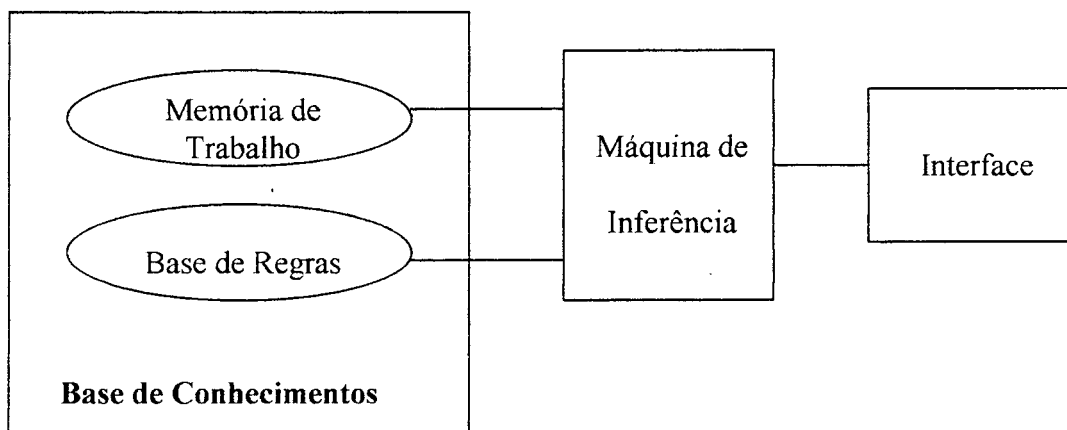 Memória de
Trabalho
Base de Regras
Base de Conhecimentos
Máquina de
Inferência
Interface